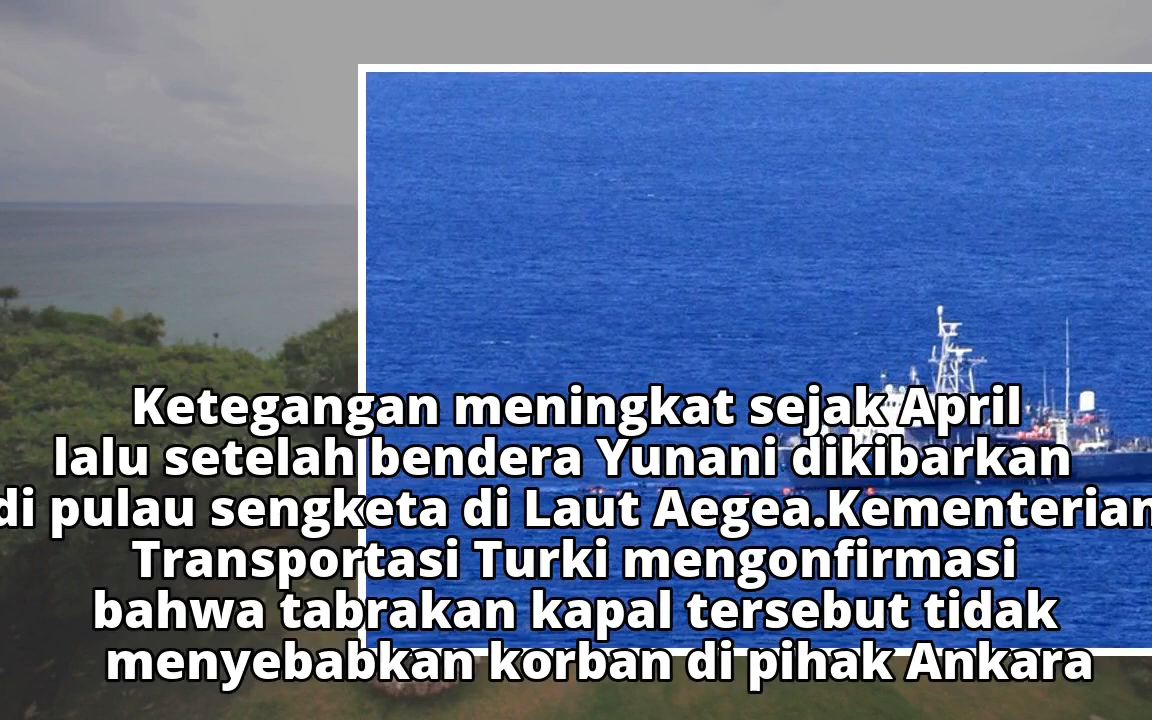 Ketegangan meningkat sejak April
lalu setelah bendera Yunani dikibarkan
di pulau sengketa di Laut Aegea.Kementerian
Transportasi Turki mengonfirmasi
bahwa tabrakan kapal tersebut tidak
menyebabkan korban di pihak Ankara